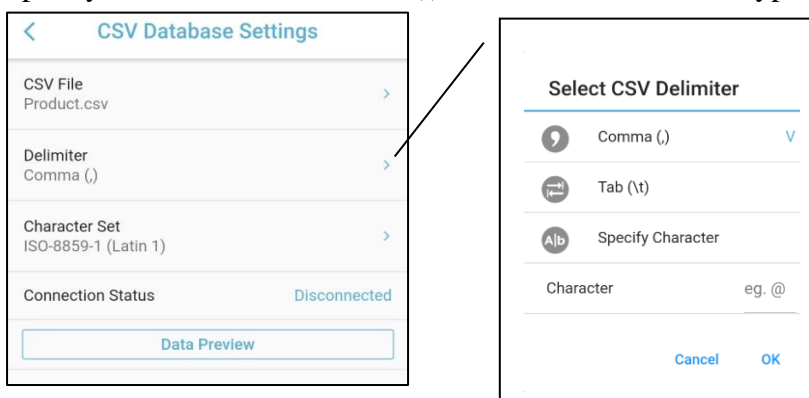 CSV Database Settings
CSV File
Product.csv
Delimiter
Comma (,)
Character Set
ISO-8859-1 (Latin 1)
Connection Status Disconnected
Data Preview
Select CSV Delimiter
Comma (,) V
Tab (\t)
A|b Specify Character
Character eg. @
Cancel OK